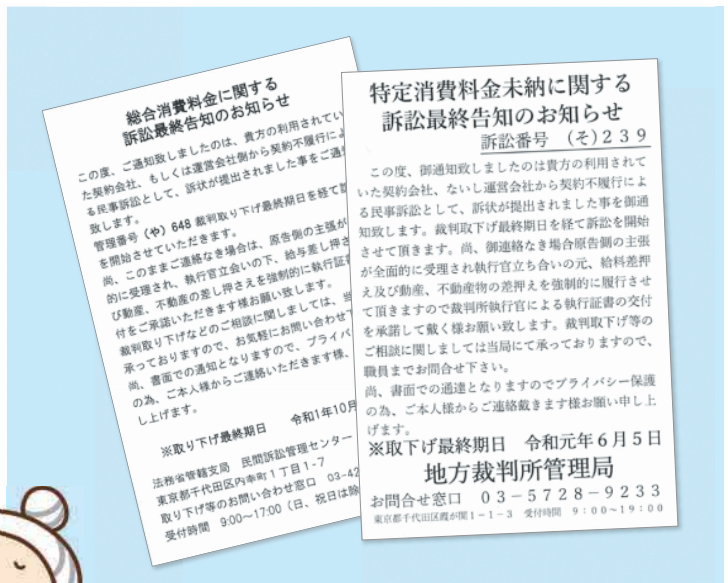 総合消費料金に関する
訴訟最終告知のお知らせ
この度、ご通知致しましたのは、貴方の利用されてい
た契約会社、もしくは運営会社側から契約不履行によ
る民事訴訟として、訴状が提出されました事をご通
致します。
管理番号（や）648 裁判取り下げ最終期日を経て訴
を開始させていただきます。
尚、このままご連絡なき場合は、原告側の主張が
的に受理され、執行官立会いの下、給与差し押さ
び動産、不動産の差し押さえを強制的に執行証
付をご承諾いただきます様お願い致します。
裁判取り下げなどのご相談に関しましては、当
承っておりますので、お気軽にお問い合わせ下
尚、書面での通知となりますので、プライバ
の為、ご本人様からご連絡いただきます様、
し上げます。
※取り下げ最終期日　令和1年10月
法務省管轄支局　民間訴訟管理センター
東京都千代田区内幸町1丁目1-7
取り下げ等のお問い合わせ窓口　03-42
受付時間　9:00～17:00（日、祝日は除
特定消費料金未納に関する
訴訟最終告知のお知らせ
訴訟番号　（そ）２３９
この度、御通知致しましたのは貴方の利用されて
いた契約会社、ないし運営会社から契約不履行によ
る民事訴訟として、訴状が提出されました事を御通
知致します。裁判取下げ最終期日を経て訴訟を開始
させて頂きます。尚、御連絡なき場合原告側の主張
が全面的に受理され執行官立ち合いの元、給料差押
え及び動産、不動産物の差押えを強制的に履行させ
て頂きますので裁判所執行官による執行証書の交付
を承諾して戴く様お願い致します。裁判取下げ等の
ご相談に関しましては当局にて承っておりますので、
職員までお問合せ下さい。
尚、書面での通達となりますのでプライバシー保護
の為、ご本人様からご連絡戴きます様お願い申し上
げます。
※取下げ最終期日　令和元年６月５日
地方裁判所管理局
お問合せ窓口　０３－５７２８－９２３３
東京都千代田区霞が関１－１－３　受付時間　９：００～１９：００